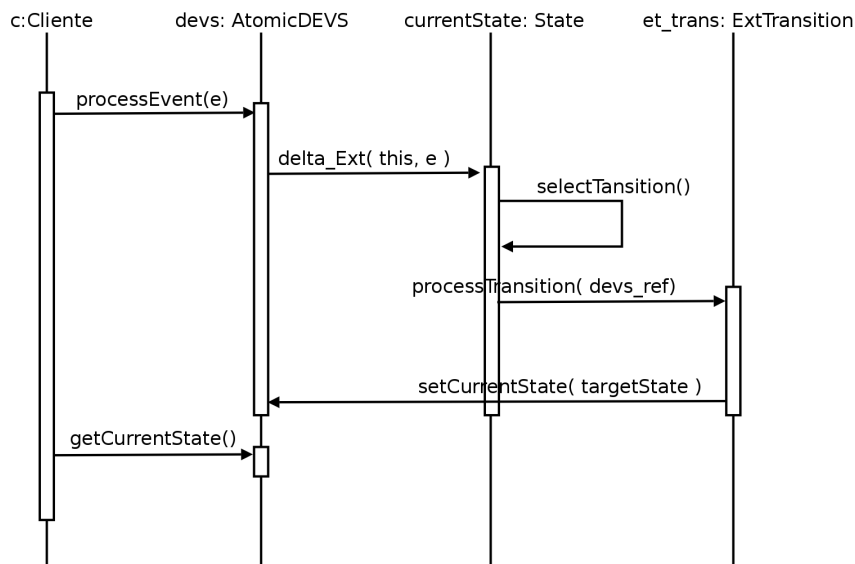 c:Cliente
devs: AtomicDEVS
currentState: State
et_trans: ExtTransition
processEvent(e)
delta_Ext( this, e )
selectTansition()
processTransition( devs_ref)
setCurrentState( targetState )
getCurrentState()